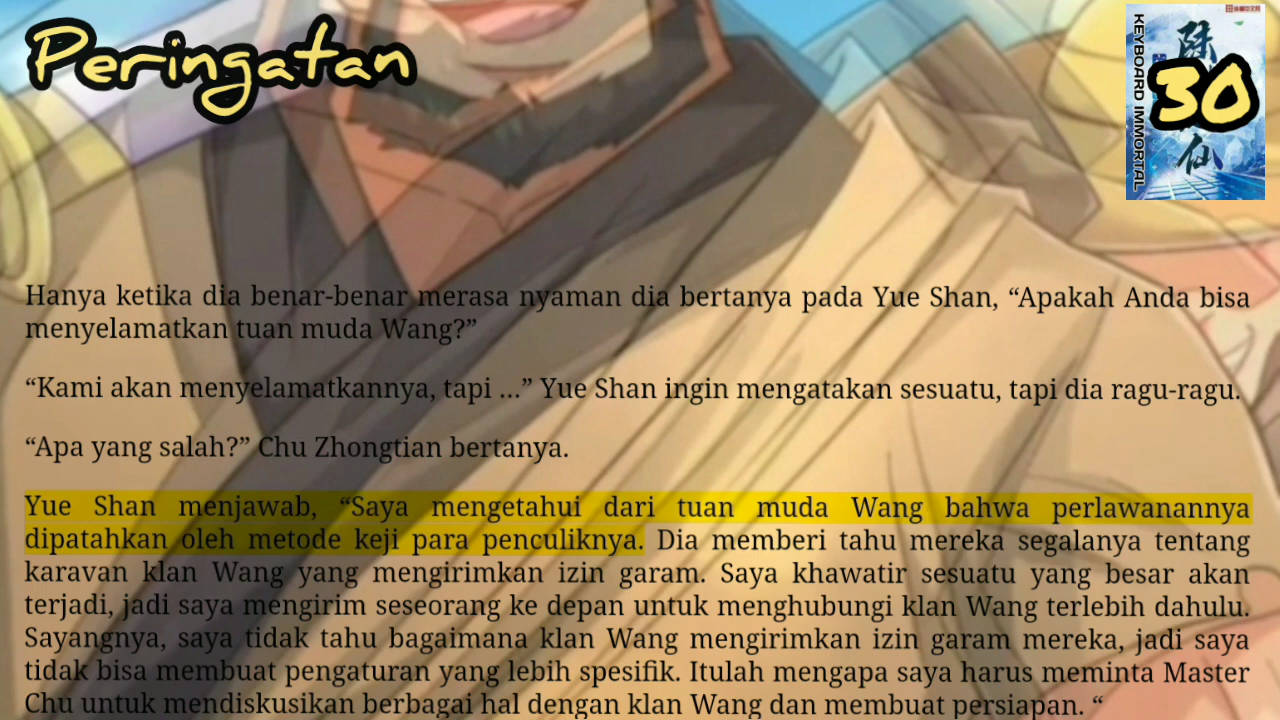 Peringatan
30
KEYBOARD IMMORTAL
陆
仙
Hanya ketika dia benar-benar merasa nyaman dia bertanya pada Yue Shan, “Apakah Anda bisa
menyelamatkan tuan muda Wang?”
“Kami akan menyelamatkannya, tapi ...” Yue Shan ingin mengatakan sesuatu, tapi dia ragu-ragu.
“Apa yang salah?” Chu Zhongtian bertanya.
Yue Shan menjawab, “Saya mengetahui dari tuan muda Wang bahwa perlawanannya
dipatahkan oleh metode keji para penculiknya. Dia memberi tahu mereka segalanya tentang
karavan klan Wang yang mengirimkan izin garam. Saya khawatir sesuatu yang besar akan
terjadi, jadi saya mengirim seseorang ke depan untuk menghubungi klan Wang terlebih dahulu.
Sayangnya, saya tidak tahu bagaimana klan Wang mengirimkan izin garam mereka, jadi saya
tidak bisa membuat pengaturan yang lebih spesifik. Itulah mengapa saya harus meminta Master
Chu untuk mendiskusikan berbagai hal dengan klan Wang dan membuat persiapan. “